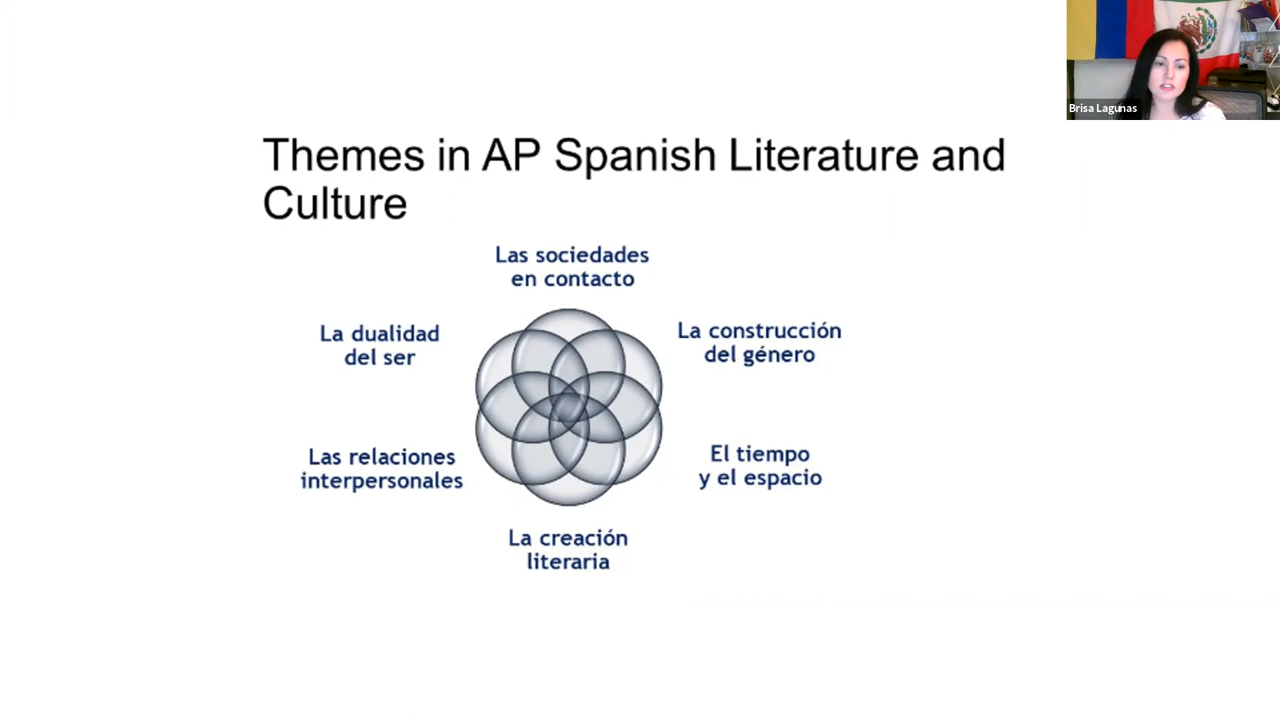 Brisa Lagunas
Themes in AP Spanish Literature and
Culture
Las sociedades
en contacto
La dualidad
del ser
La construcción
del género
Las relaciones
interpersonales
El tiempo
y el espacio
La creación
literaria